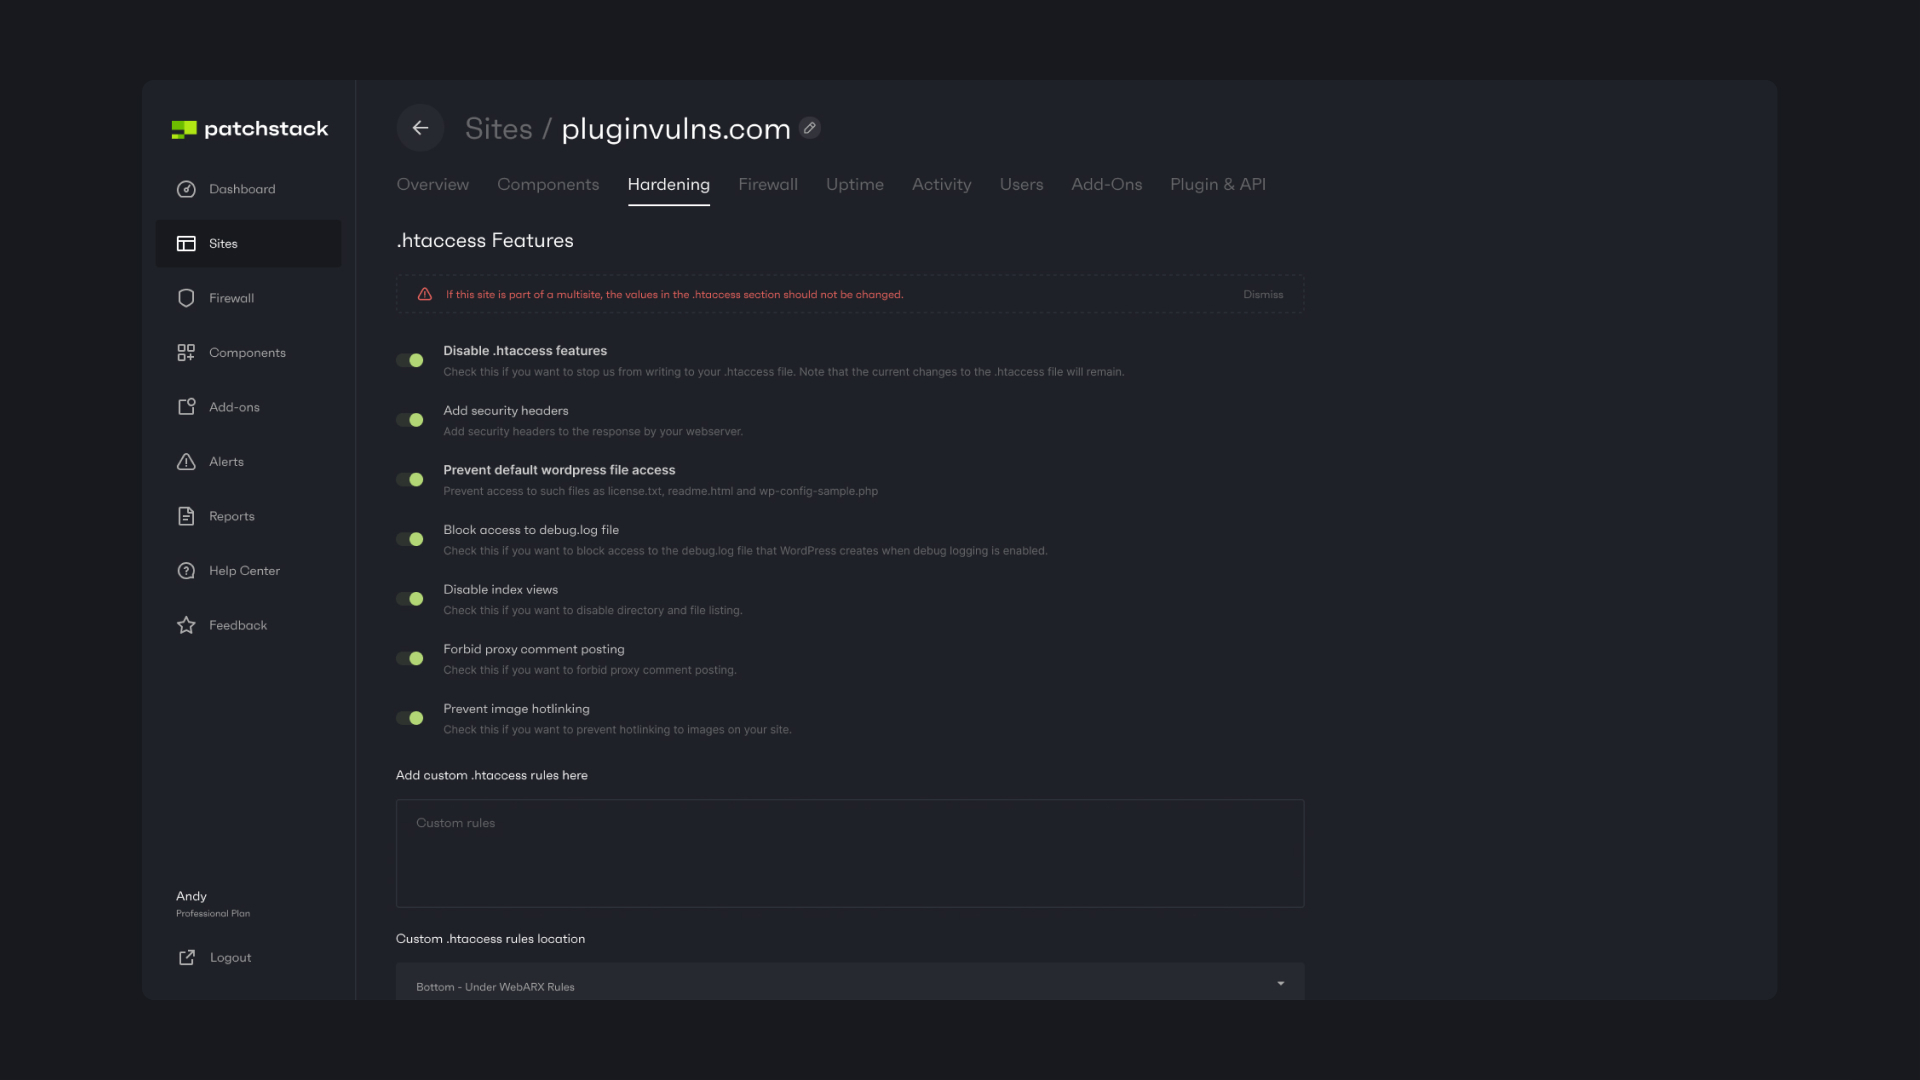 patchstack
Dashboard
Sites
Firewall
Components
Add-ons
Alerts
Reports
Help Center
Feedback
Andy
Professional Plan
Logout
Sites / pluginvulns.com
Overview Components Hardening Firewall Uptime Activity Users Add-Ons Plugin & API
.htaccess Features
If this site is part of a multisite, the values in the .htaccess section should not be changed. Dismiss
Disable .htaccess features
Check this if you want to stop us from writing to your .htaccess file. Note that the current changes to the .htaccess file will remain.
Add security headers
Add security headers to the response by your webserver.
Prevent default wordpress file access
Prevent access to such files as license.txt, readme.html and wp-config-sample.php
Block access to debug.log file
Check this if you want to block access to the debug.log file that WordPress creates when debug logging is enabled.
Disable index views
Check this if you want to disable directory and file listing.
Forbid proxy comment posting
Check this if you want to forbid proxy comment posting.
Prevent image hotlinking
Check this if you want to prevent hotlinking to images on your site.
Add custom .htaccess rules here
Custom rules
Custom .htaccess rules location
Bottom - Under WebARX Rules